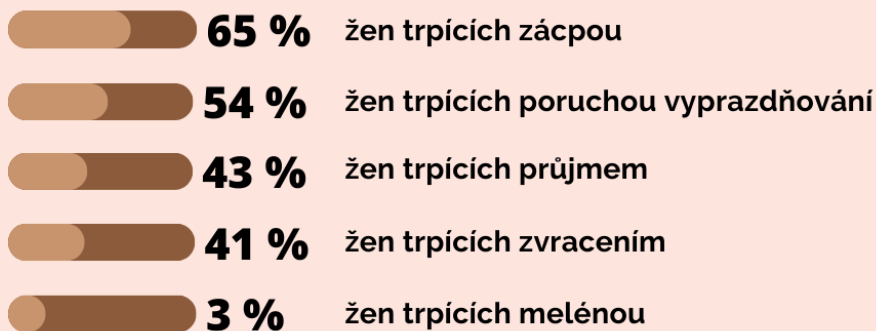 65 % žen trpících zácpou
54 % žen trpících poruchou vyprazdňování
43 % žen trpících průjmem
41 % žen trpících zvracením
3 % žen trpících melénou